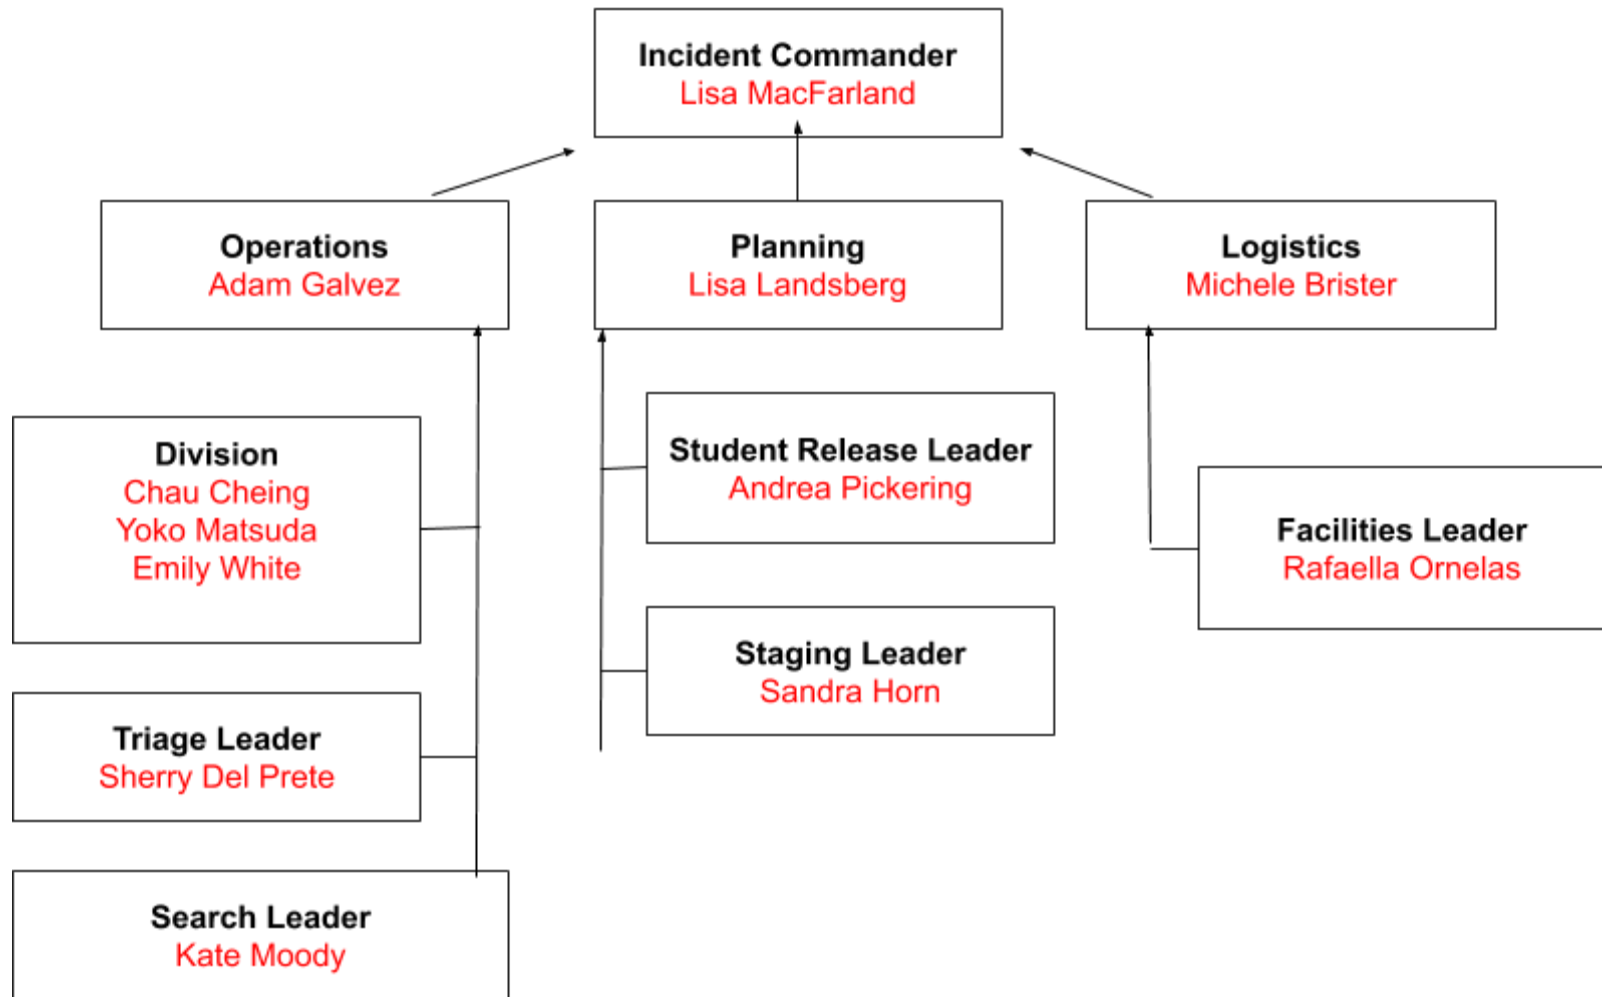 Incident Commander
Lisa MacFarland
Operations
Adam Galvez
Planning
Lisa Landsberg
Logistics
Michele Brister
Division
Chau Cheing
Yoko Matsuda
Emily White
Student Release Leader
Andrea Pickering
Facilities Leader
Rafaella Ornelas
Staging Leader
Sandra Horn
Triage Leader
Sherry Del Prete
Search Leader
Kate Moody